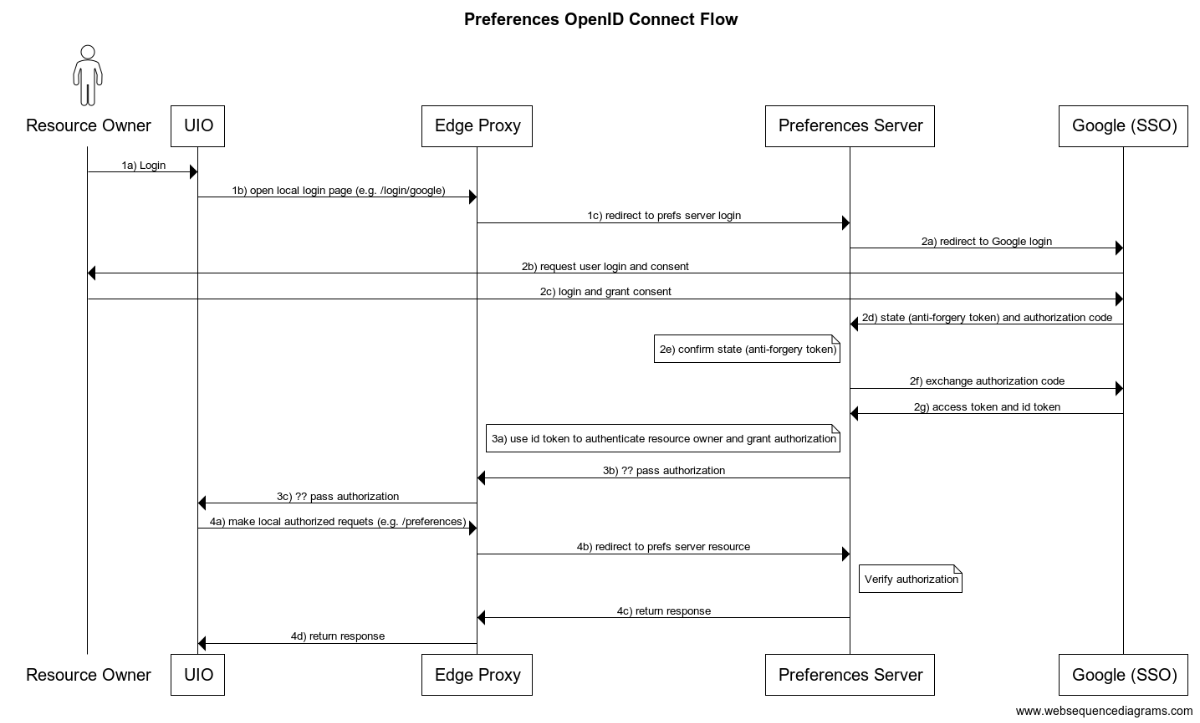 Preferences OpenID Connect Flow
Resource Owner
UIO
Edge Proxy
Preferences Server
Google (SSO)
1a) Login
1b) open local login page (e.g. /login/google)
1c) redirect to prefs server login
2a) redirect to Google login
2b) request user login and consent
2c) login and grant consent
2d) state (anti-forgery token) and authorization code
2e) confirm state (anti-forgery token)
2f) exchange authorization code
2g) access token and id token
3a) use id token to authenticate resource owner and grant authorization
3b) ?? pass authorization
3c) ?? pass authorization
4a) make local authorized requets (e.g. /preferences)
4b) redirect to prefs server resource
Verify authorization
4c) return response
4d) return response
Resource Owner
UIO
Edge Proxy
Preferences Server
Google (SSO)
www.websequencediagrams.com